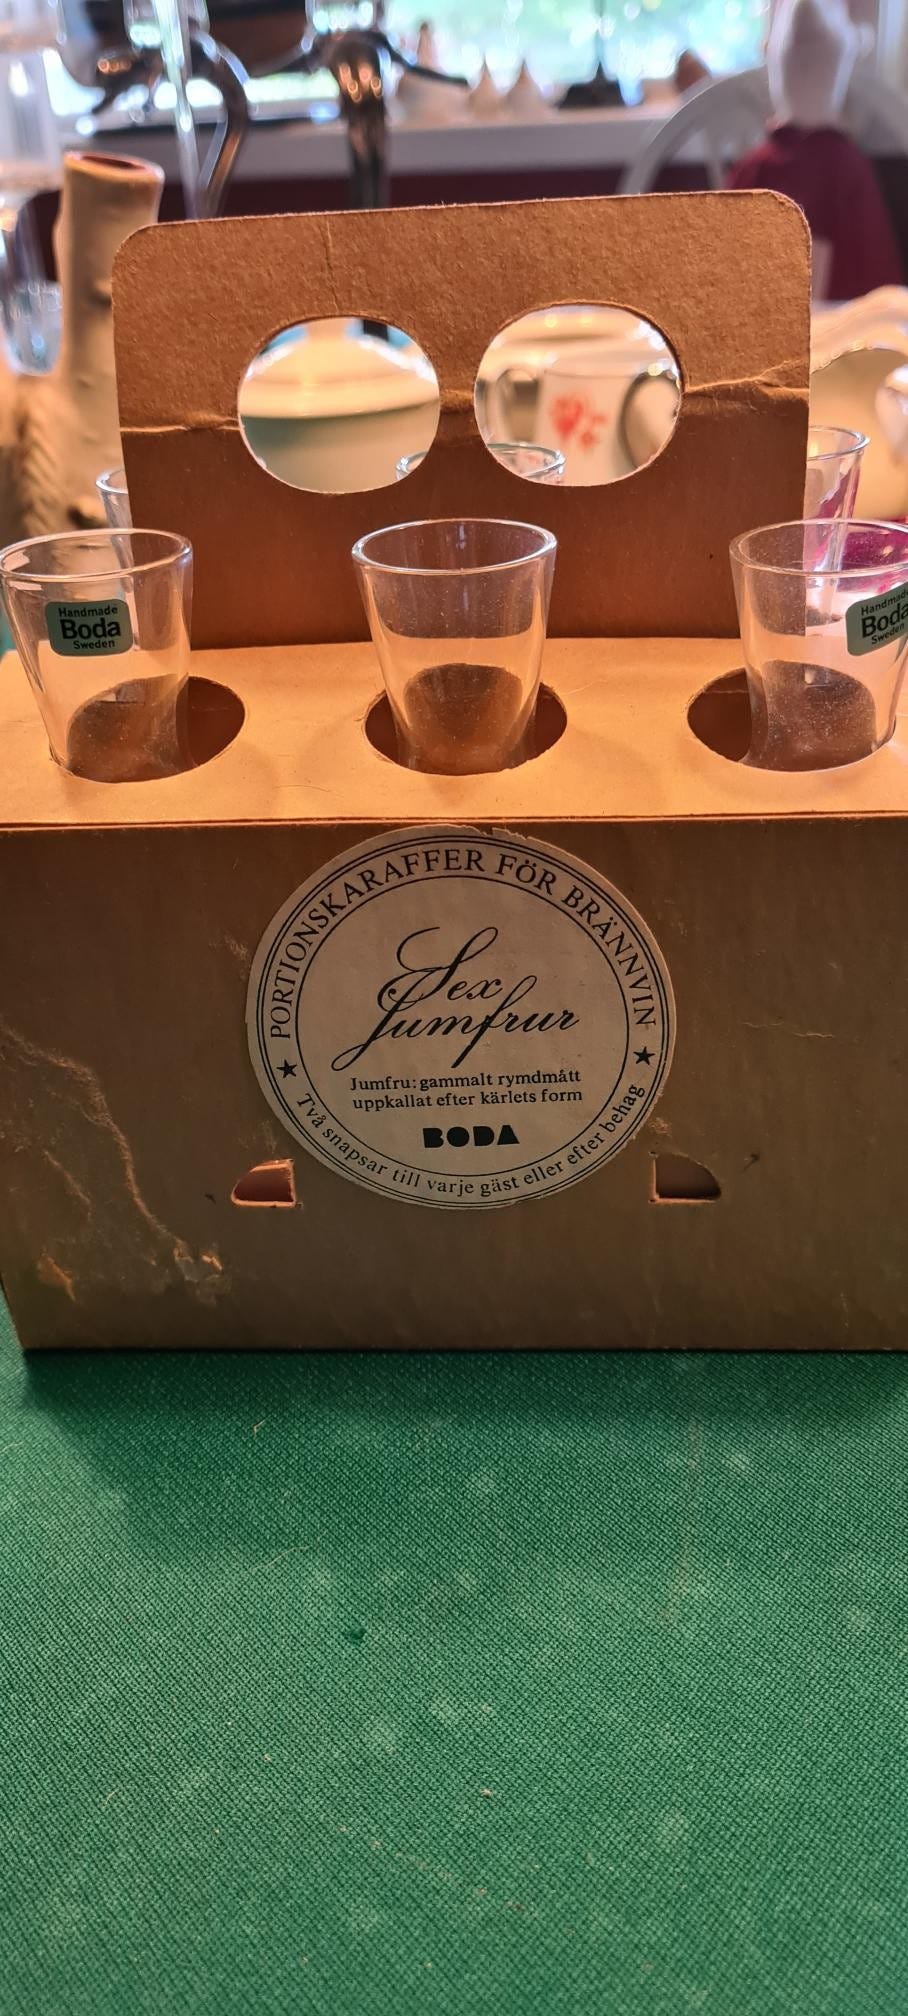 Handmade
Boda
Sweden
Handmade
Boda
Sweden
PORTIONSKARAFFER FÖR BRÄNNVIN
Sex
Jumfrur
Jumfru: gammalt rymdmått
uppkallat efter kärlets form
BODA
Två snapsar till varje gäst eller efter behag